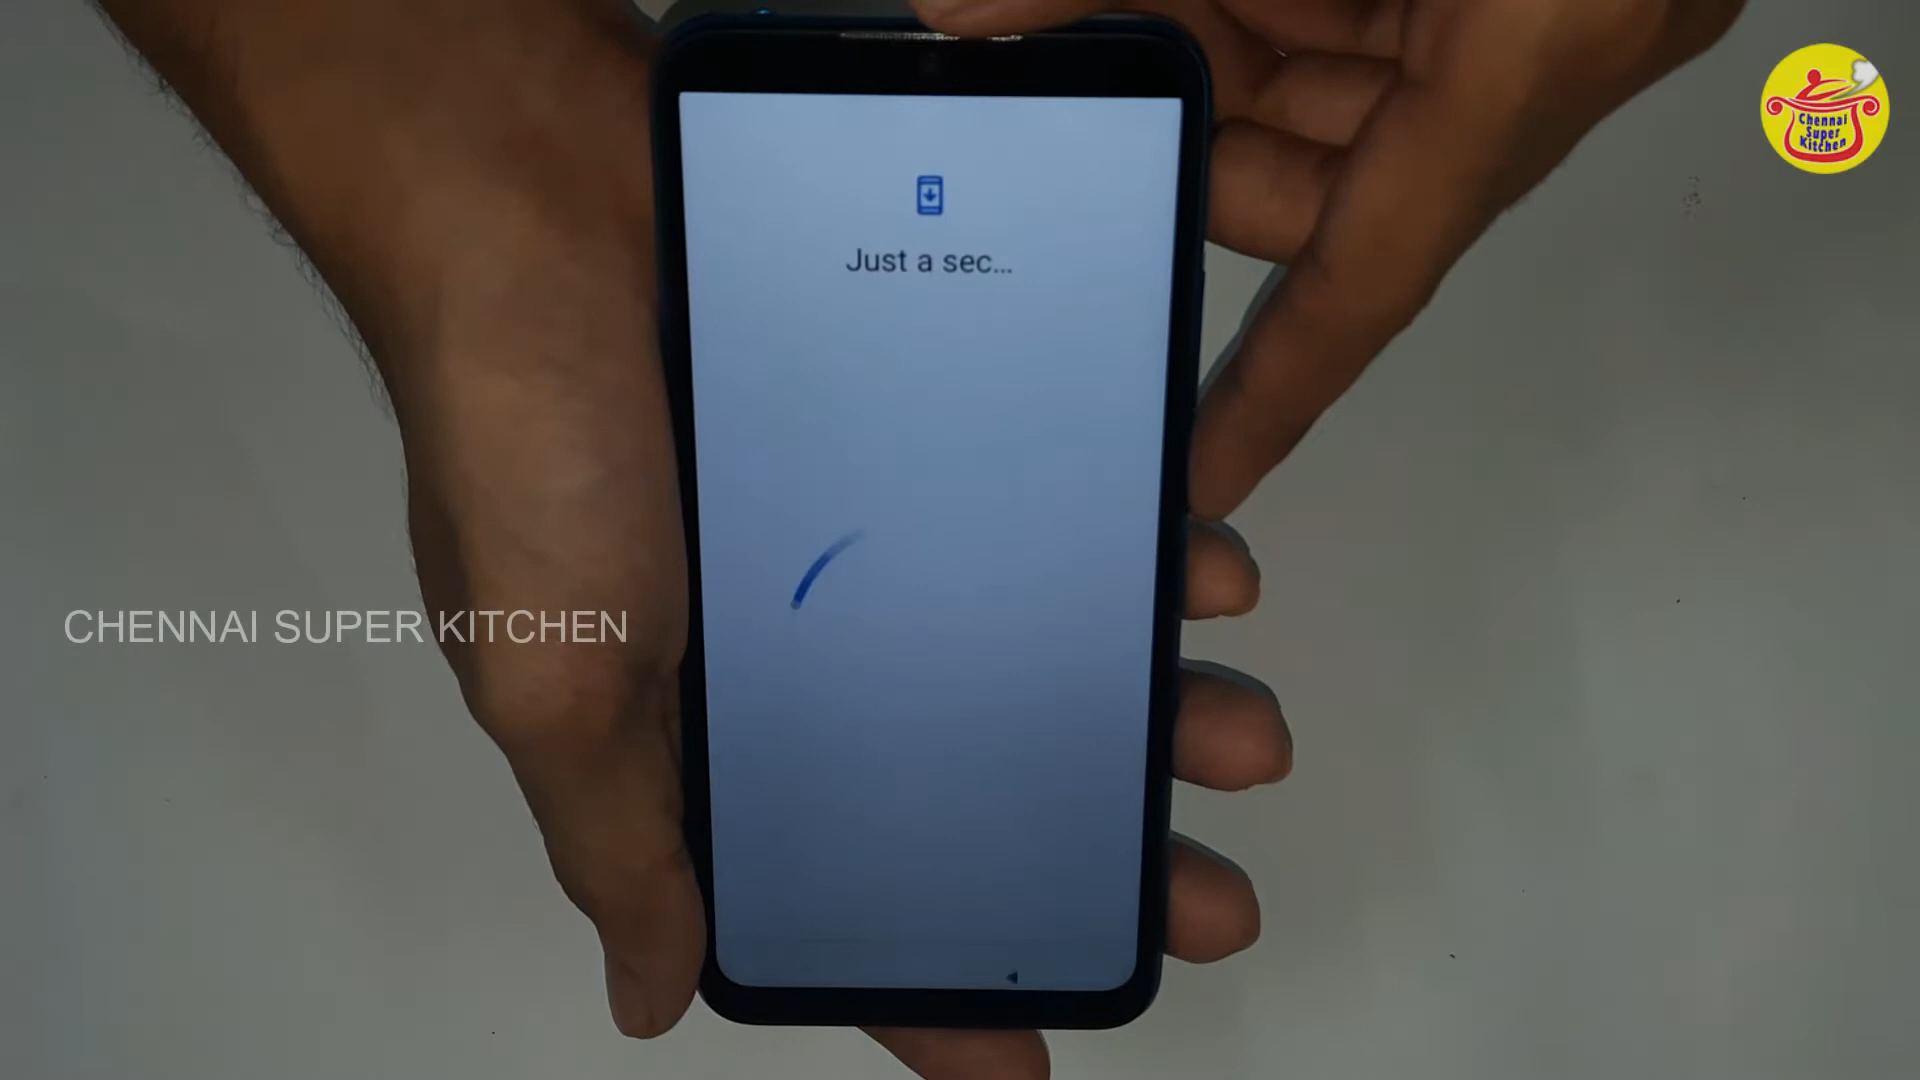 Chennai
Super
Kitchen
Just a sec...
CHENNAI SUPER KITCHEN